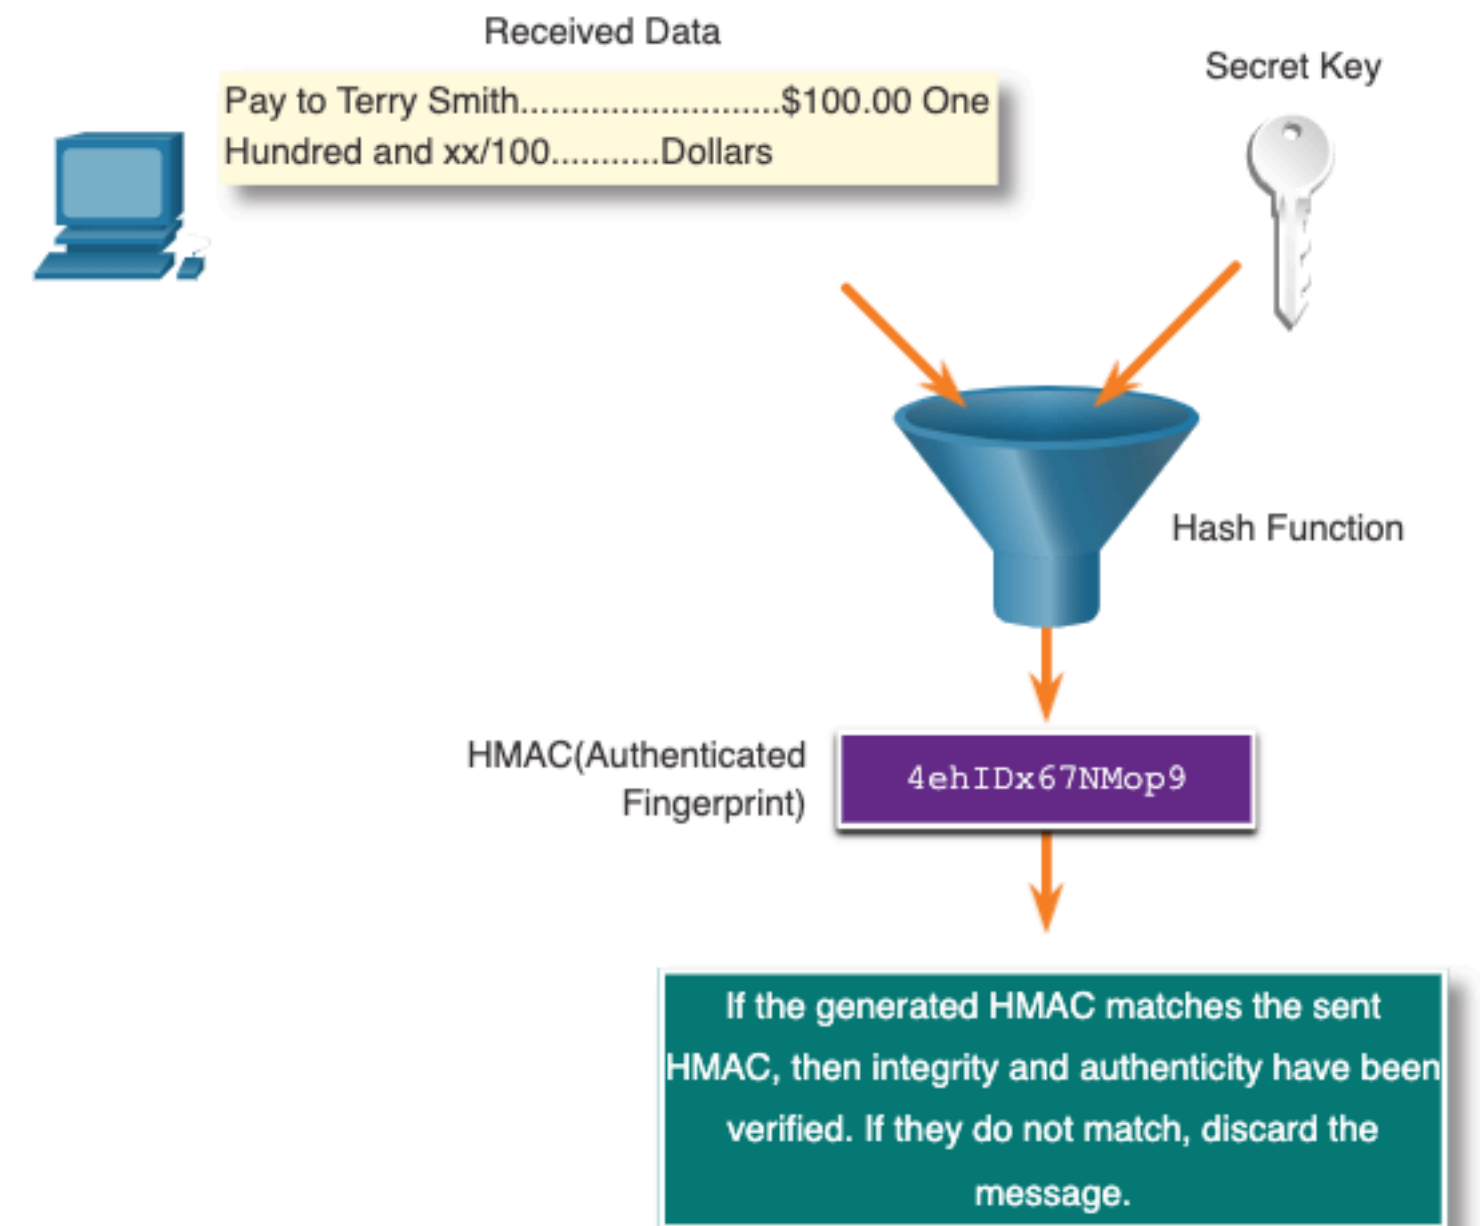 Received Data
Secret Key
Pay to Terry Smith..........................$100.00 One
Hundred and xx/100...........Dollars
Hash Function
HMAC(Authenticated
Fingerprint)
4ehIDx67NMop9
If the generated HMAC matches the sent
HMAC, then integrity and authenticity have been
verified. If they do not match, discard the
message.